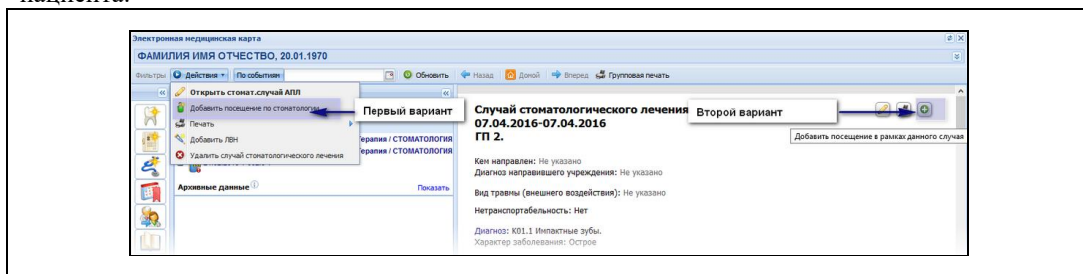 пациента.
Электронная медицинская карта
ФАМИЛИЯ ИМЯ ОТЧЕСТВО, 20.01.1970
Фильтры Действия По событиям Обновить Назад Домой Вперед Групповая печать
Открыть стомат.случай АПЛ
Добавить посещение по стоматологии
Печать
Добавить ЛВН
Удалить случай стоматологического лечения
Первый вариант
ерапия / СТОМАТОЛОГИЯ
ерапия / СТОМАТОЛОГИЯ
Архивные данные Показать
Случай стоматологического лечения
07.04.2016-07.04.2016
ГП 2.
Второй вариант
Добавить посещение в рамках данного случая
Кем направлен: Не указано
Диагноз направившего учреждения: Не указано
Вид травмы (внешнего воздействия): Не указано
Нетранспортабельность: Нет
Диагноз: K01.1 Импактные зубы.
Характер заболевания: Острое